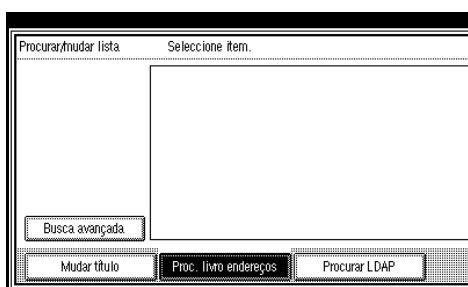 Procurar/mudar lista
Seleccione item.
Busca avançada
Mudar título
Proc. livro endereços
Procurar LDAP